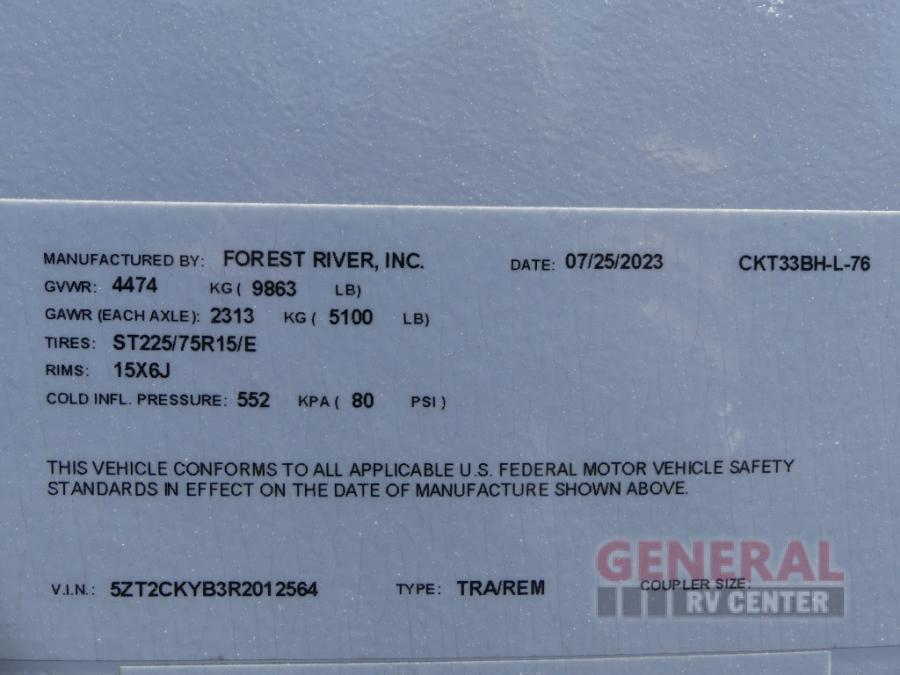 MANUFACTURED BY: FOREST RIVER, INC. DATE: 07/25/2023 CKT33BH-L-76
GVWR: 4474 KG ( 9863 LB)
GAWR (EACH AXLE): 2313 KG ( 5100 LB)
TIRES: ST225/75R15/E
RIMS: 15X6J
COLD INFL. PRESSURE: 552 KPA ( 80 PSI )
THIS VEHICLE CONFORMS TO ALL APPLICABLE U.S. FEDERAL MOTOR VEHICLE SAFETY
STANDARDS IN EFFECT ON THE DATE OF MANUFACTURE SHOWN ABOVE.
V.I.N.: 5ZT2CKYB3R2012564 TYPE: TRA/REM COUPLER SIZE:
GENERAL
RV CENTER